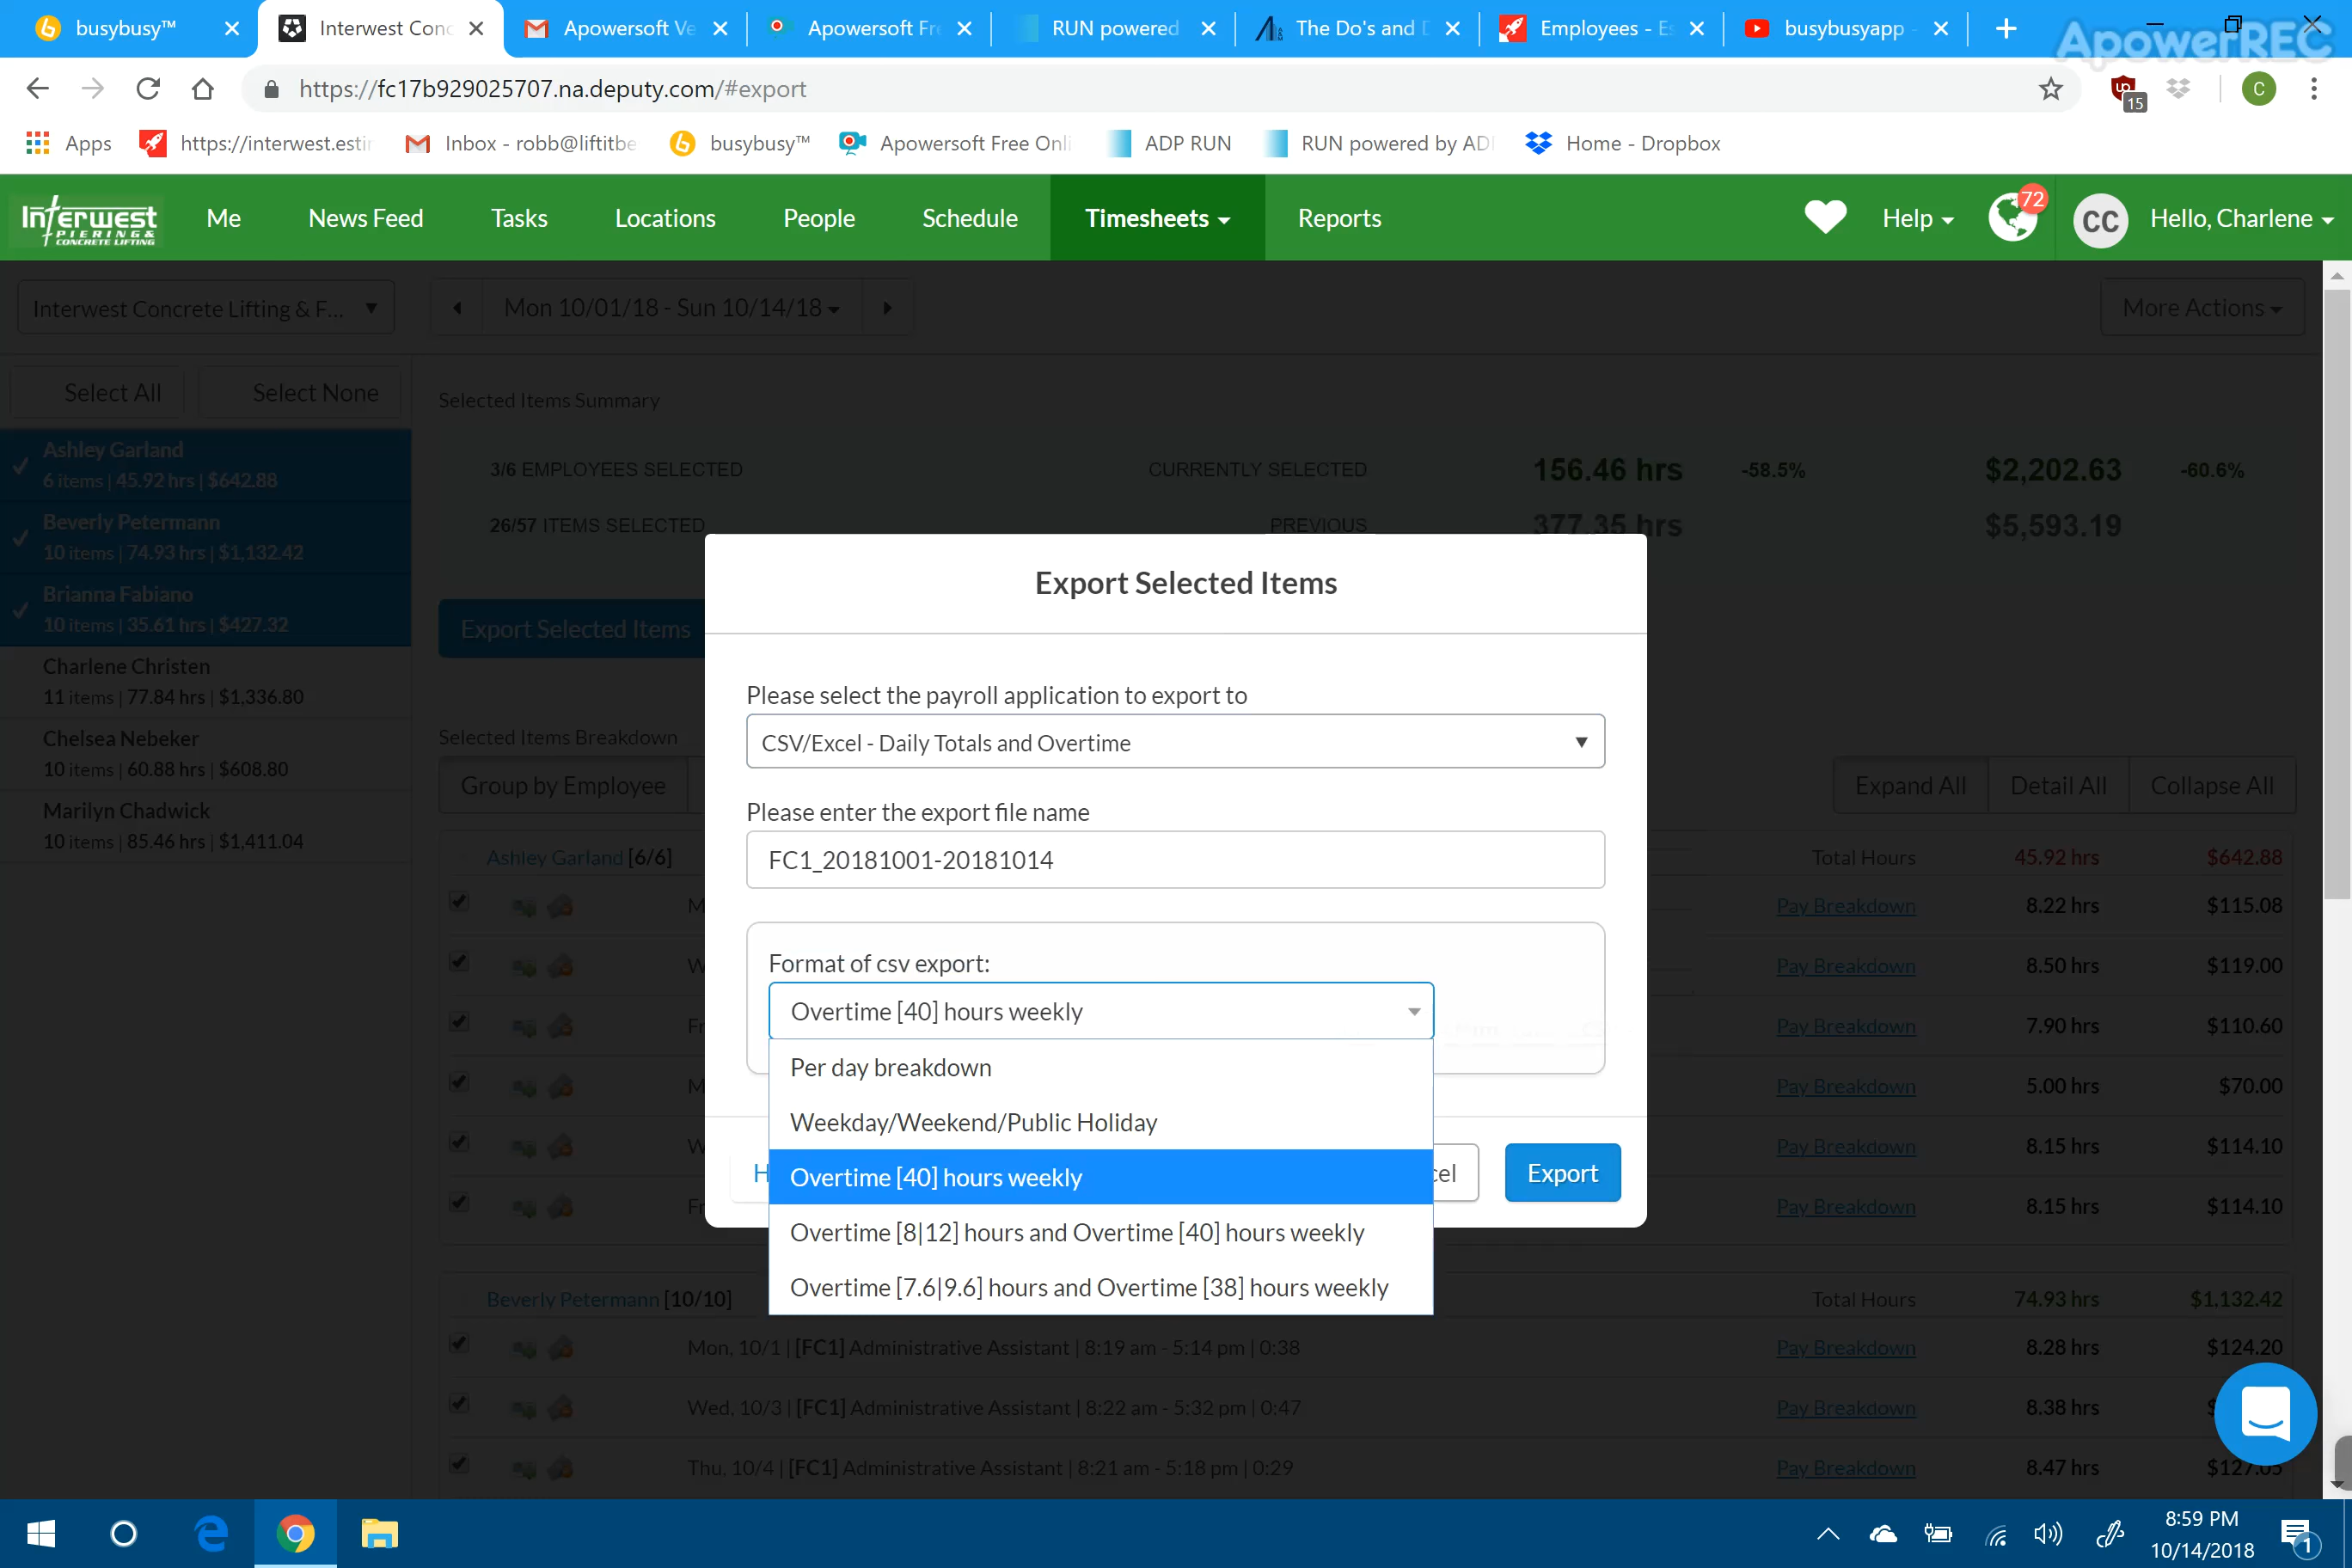 busybusy™
Interwest Conc
Apowersoft Ve
Apowersoft Fre
RUN powered
The Do's and D
Employees - Es
busybusyapp -
ApowerREC
https://fc17b929025707.na.deputy.com/#export
15
C
Apps
https://interwest.estin
Inbox - robb@liftitbe
busybusy™
Apowersoft Free Onli
ADP RUN
RUN powered by AD
Home - Dropbox
Interwest
PIERING &
CONCRETE LIFTING
Me
News Feed
Tasks
Locations
People
Schedule
Timesheets
Reports
Help
72
CC
Hello, Charlene
Interwest Concrete Lifting & F...
Mon 10/01/18 - Sun 10/14/18
More Actions
Select All
Select None
Selected Items Summary
Ashley Garland
6 items | 45.92 hrs | $642.88
Beverly Petermann
10 items | 74.93 hrs | $1,132.42
Brianna Fabiano
10 items | 35.61 hrs | $427.32
Charlene Christen
11 items | 77.84 hrs | $1,336.80
Chelsea Nebeker
10 items | 60.88 hrs | $608.80
Marilyn Chadwick
10 items | 85.46 hrs | $1,411.04
3/6 EMPLOYEES SELECTED
CURRENTLY SELECTED
156.46 hrs
-58.5%
$2,202.63
-60.6%
26/57 ITEMS SELECTED
PREVIOUS
377.35 hrs
$5,593.19
Export Selected Items
Selected Items Breakdown
Group by Employee
Expand All
Detail All
Collapse All
Export Selected Items
Please select the payroll application to export to
CSV/Excel - Daily Totals and Overtime
Please enter the export file name
FC1_20181001-20181014
Format of csv export:
Overtime [40] hours weekly
Per day breakdown
Weekday/Weekend/Public Holiday
Overtime [40] hours weekly
Overtime [8|12] hours and Overtime [40] hours weekly
Overtime [7.6|9.6] hours and Overtime [38] hours weekly
H
cel
Export
Ashley Garland [6/6]
Total Hours
45.92 hrs
$642.88
M
Pay Breakdown
8.22 hrs
$115.08
W
Pay Breakdown
8.50 hrs
$119.00
Fr
Pay Breakdown
7.90 hrs
$110.60
M
Pay Breakdown
5.00 hrs
$70.00
W
Pay Breakdown
8.15 hrs
$114.10
Fr
Pay Breakdown
8.15 hrs
$114.10
Beverly Petermann [10/10]
Total Hours
74.93 hrs
$1,132.42
Mon, 10/1 | [FC1] Administrative Assistant | 8:19 am - 5:14 pm | 0:38
Pay Breakdown
8.28 hrs
$124.20
Wed, 10/3 | [FC1] Administrative Assistant | 8:22 am - 5:32 pm | 0:47
Pay Breakdown
8.38 hrs
Thu, 10/4 | [FC1] Administrative Assistant | 8:21 am - 5:18 pm | 0:29
Pay Breakdown
8.47 hrs
$127.05
8:59 PM
10/14/2018
1